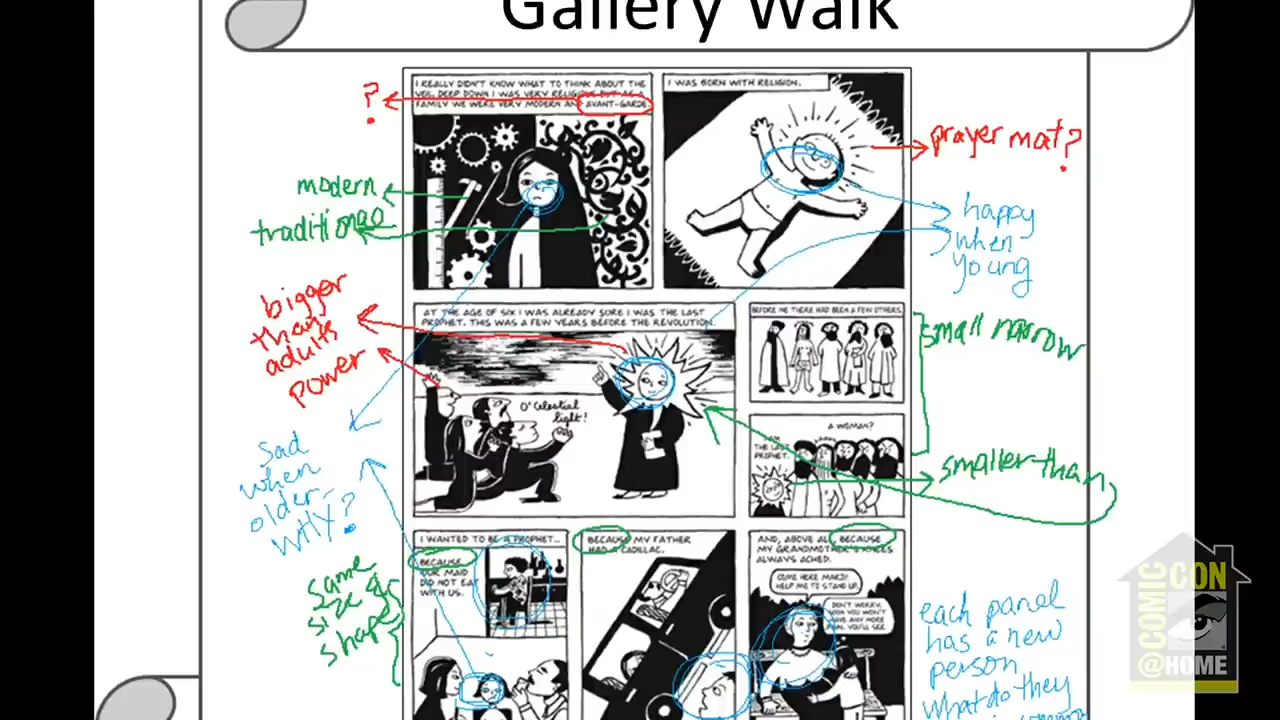 Gallery Walk
I REALLY DIDN'T KNOW WHAT TO THINK ABOUT THE
VEIL. DEEP DOWN I WAS VERY RELIGIOUS BUT AS A
FAMILY WE WERE VERY MODERN AND AVANT-GARDE.
I WAS BORN WITH RELIGION.
?
prayer mat?
modern
traditional
happy
when
young
bigger
than
adults
power
AT THE AGE OF SIX I WAS ALREADY SURE I WAS THE LAST
PROPHET. THIS WAS A FEW YEARS BEFORE THE REVOLUTION.
O' Celestial
light!
BEFORE ME THERE HAD BEEN A FEW OTHERS.
small narrow
A WOMAN?
I AM
THE LAST
PROPHET.
smaller than
Sad
when
older
WHY?
I WANTED TO BE A PROPHET...
BECAUSE
OUR MAID
DID NOT EAT
WITH US.
BECAUSE MY FATHER
HAD A CADILLAC.
AND, ABOVE ALL, BECAUSE
MY GRANDMOTHER'S KNEES
ALWAYS ACHED.
COME HERE MARJI!
HELP ME TO STAND UP.
DON'T WORRY,
SOON YOU WON'T
HAVE ANY MORE
PAIN. YOU'LL SEE.
same
size &
shape
each panel
has a new
person
what do they
COMIC CON
@HOME